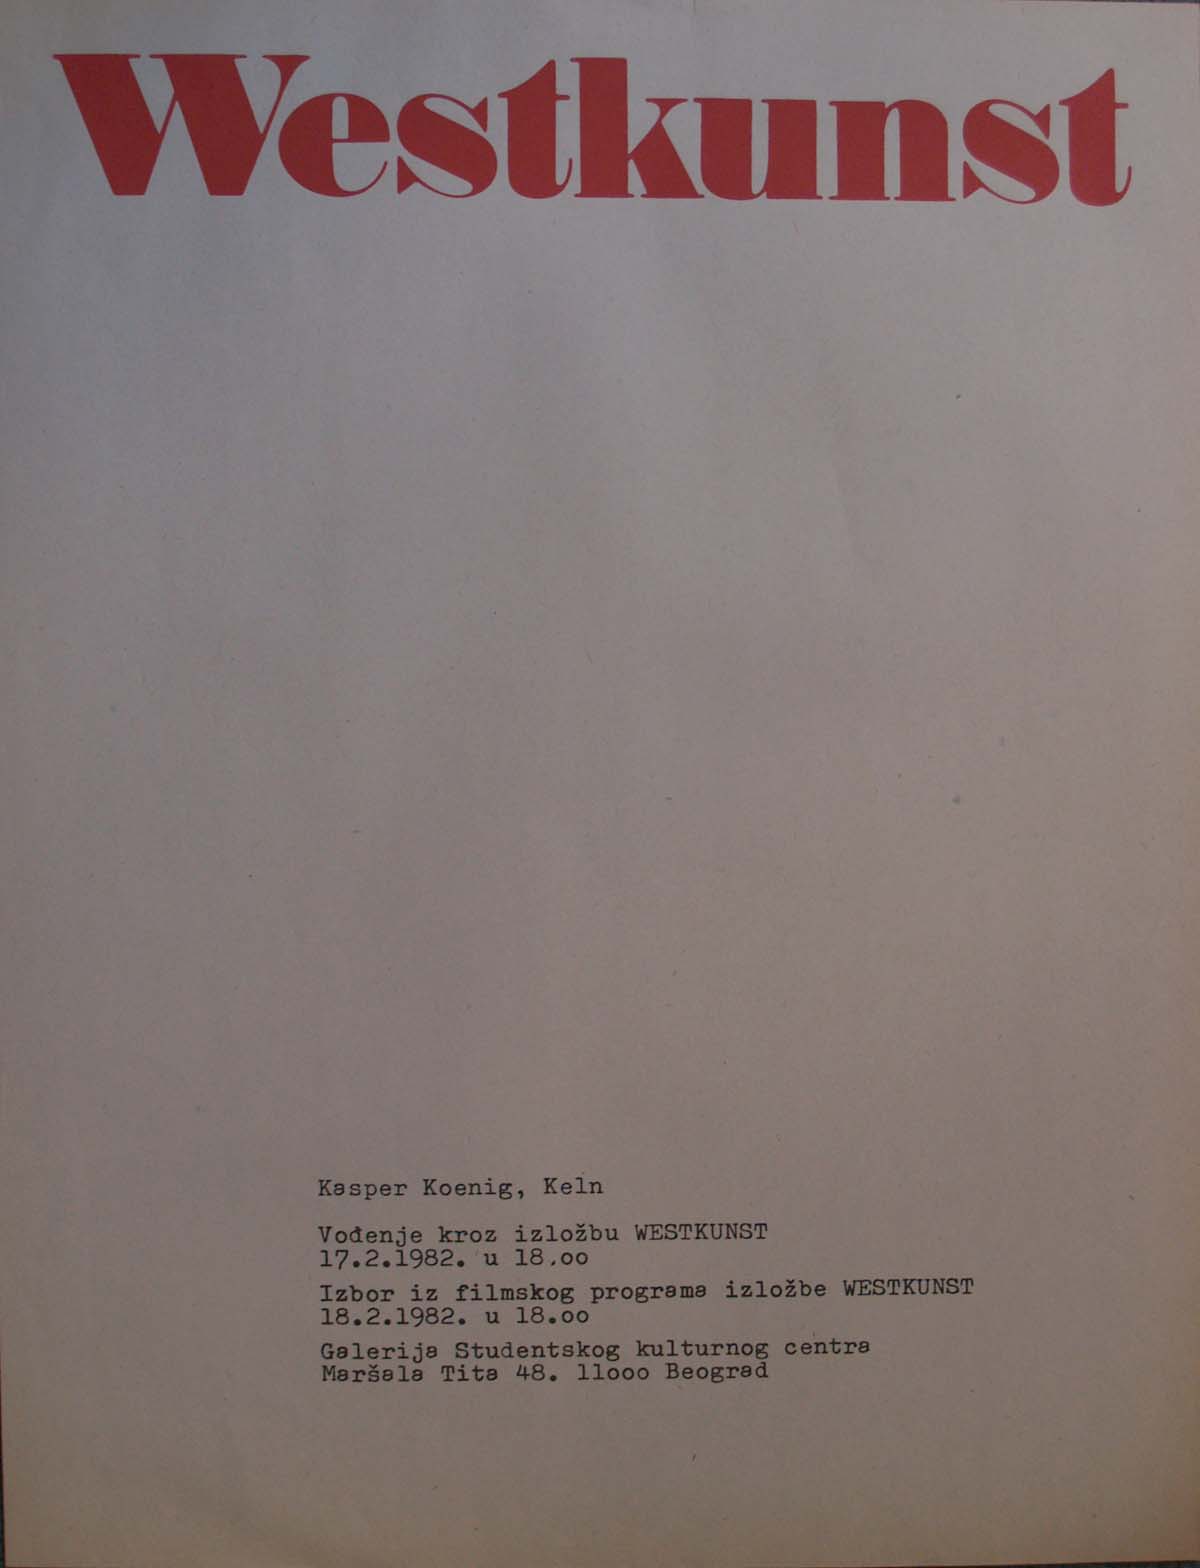 Westkunst
Kasper Koenig, Keln
Vođenje kroz izložbu WESTKUNST
17.2.1982. u 18.oo
Izbor iz filmskog programa izložbe WESTKUNST
18.2.1982. u 18.oo
Galerija Studentskog kulturnog centra
Maršala Tita 48. 11ooo Beograd